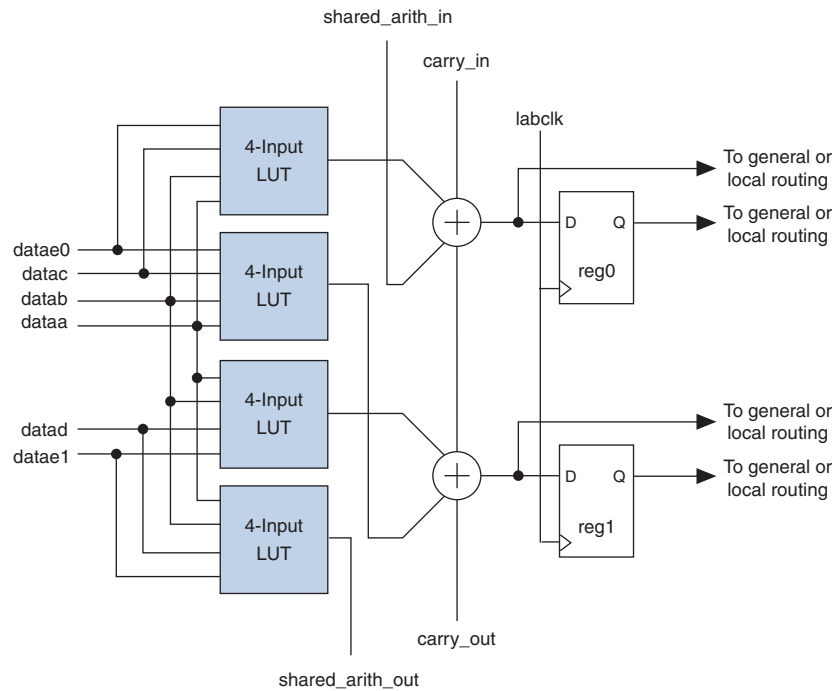 shared_arith_in
carry_in
labclk
4-Input
LUT
To general or
local routing
D Q
reg0
To general or
local routing
datae0
datac
datab
dataa
4-Input
LUT
4-Input
LUT
datad
datae1
To general or
local routing
D Q
reg1
To general or
local routing
4-Input
LUT
carry_out
shared_arith_out